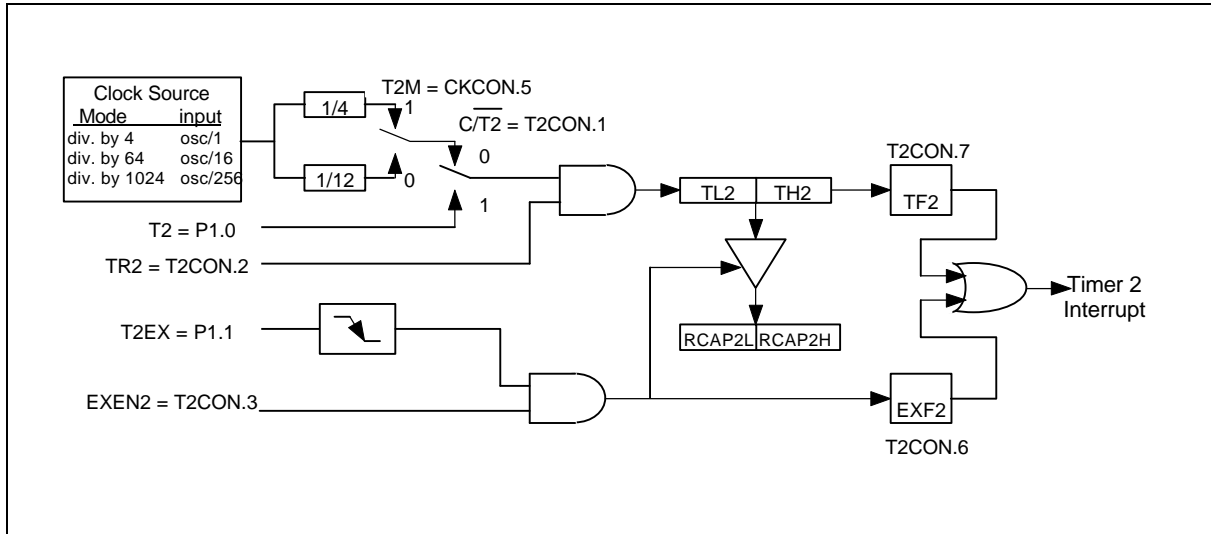 Clock Source
Mode input
div. by 4 osc/1
div. by 64 osc/16
div. by 1024 osc/256
1/4
1/12
T2M = CKCON.5
1
0
C/T2 = T2CON.1
0
1
T2 = P1.0
TR2 = T2CON.2
TL2 TH2
T2CON.7
TF2
Timer 2
Interrupt
T2EX = P1.1
RCAP2L RCAP2H
EXEN2 = T2CON.3
EXF2
T2CON.6